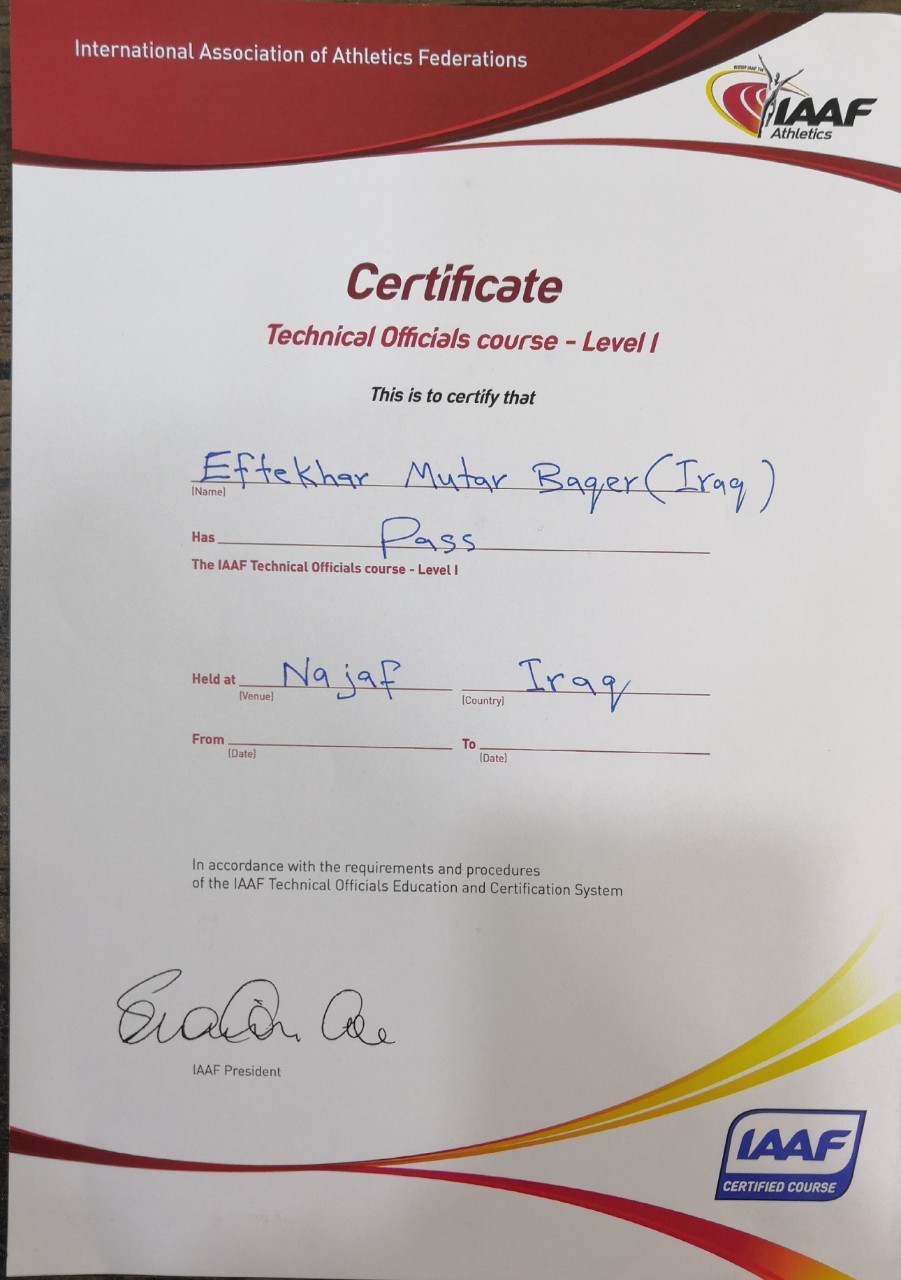 International Association of Athletics Federations
IAAF
Athletics
Certificate
Technical Officials course - Level I
This is to certify that
Eftekhar Mutar Baqer (Iraq)
(Name)
Has Pass
The IAAF Technical Officials course - Level I
Held at Najaf Iraq
(Venue) (Country)
From To
(Date) (Date)
In accordance with the requirements and procedures
of the IAAF Technical Officials Education and Certification System
IAAF President
IAAF
CERTIFIED COURSE